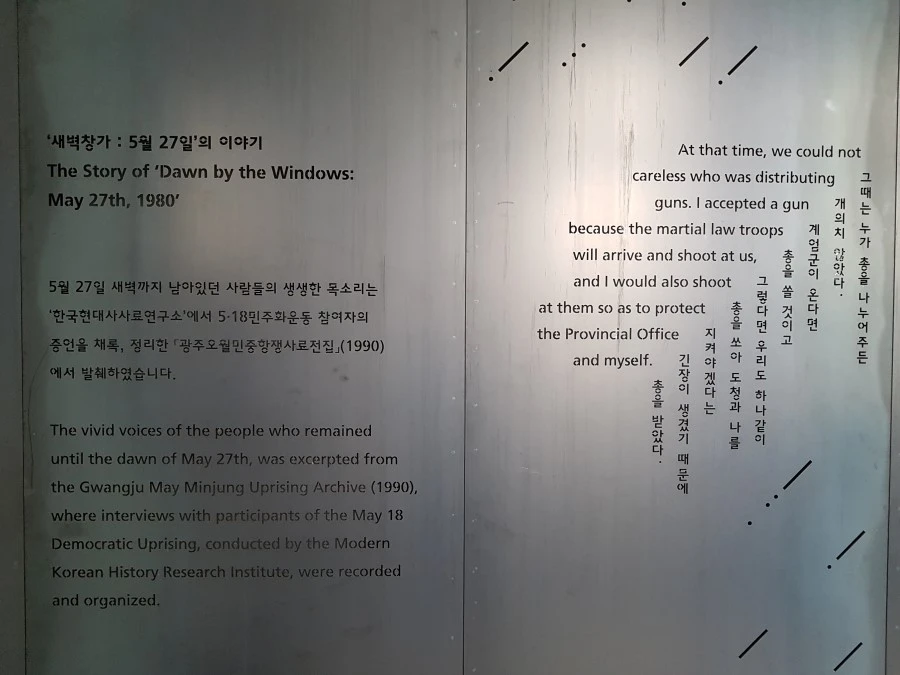 ‘새벽창가 : 5월 27일’의 이야기
The Story of ‘Dawn by the Windows:
May 27th, 1980’
5월 27일 새벽까지 남아있던 사람들의 생생한 목소리는
‘한국현대사사료연구소’에서 5·18민주화운동 참여자의
증언을 채록, 정리한 「광주오월민중항쟁사료전집」(1990)
에서 발췌하였습니다.
The vivid voices of the people who remained
until the dawn of May 27th, was excerpted from
the Gwangju May Minjung Uprising Archive (1990),
where interviews with participants of the May 18
Democratic Uprising, conducted by the Modern
Korean History Research Institute, were recorded
and organized.
At that time, we could not
careless who was distributing
guns. I accepted a gun
because the martial law troops
will arrive and shoot at us,
and I would also shoot
at them so as to protect
the Provincial Office
and myself.
그때는 누가 총을 나누어주든
개의치 않았다.
계엄군이 온다면
총을 쏠 것이고
그렇다면 우리도 하나같이
총을 쏘아 도청과 나를
지켜야겠다는
긴장이 생겼기 때문에
총을 받았다.